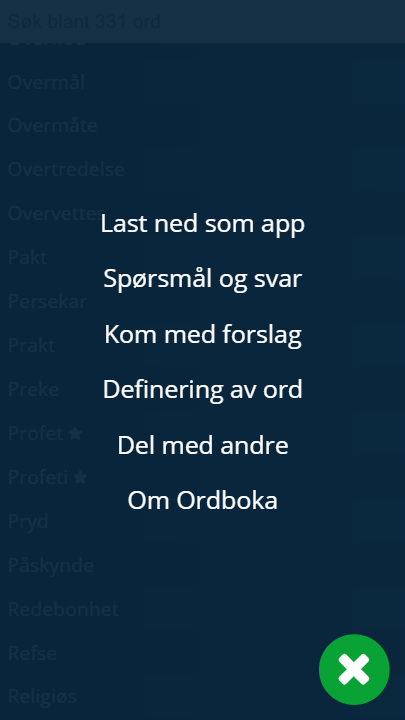 Søk blant 331 ord
Overmål
Overmåte
Overtredelse
Last ned som app
Pakt
Spørsmål og svar
Persekar
Kom med forslag
Prakt
Preke
Definering av ord
Profet
Del med andre
Profeti
Om Ordboka
Pryd
Påskynde
Redebonhet
Refse
Religiøs